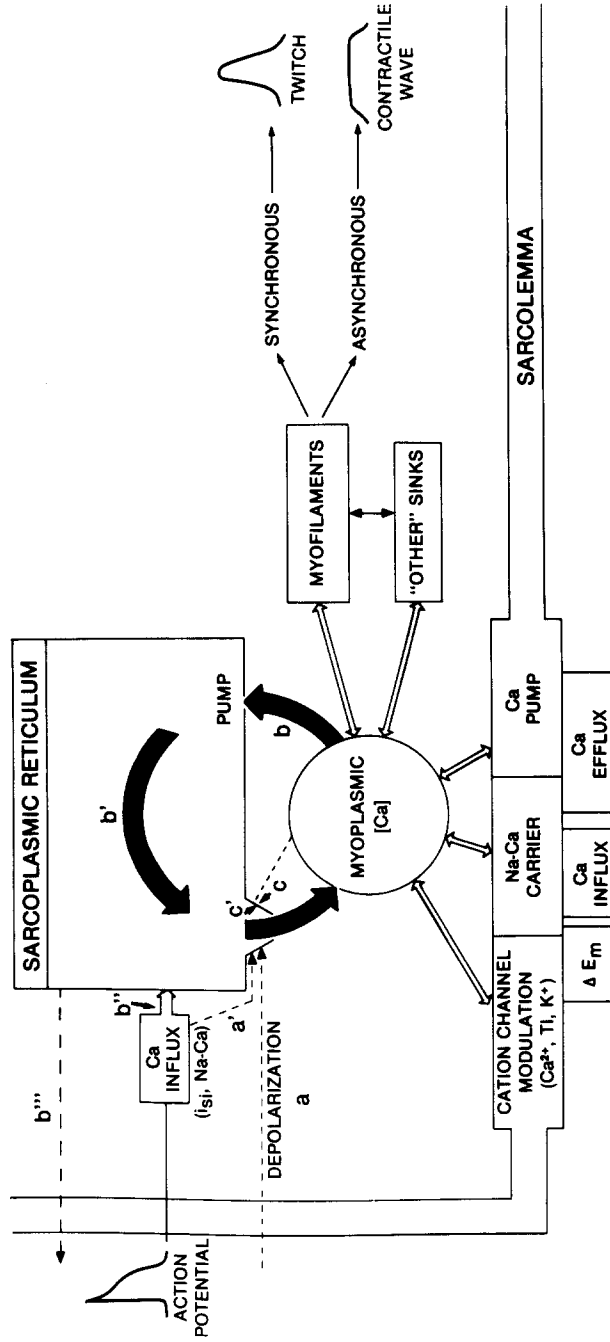 SARCOPLASMIC RETICULUM
b'''
b'
PUMP
b
b''
Ca
INFLUX
(isi, Na-Ca)
a'
c'
c
DEPOLARIZATION
a
ACTION
POTENTIAL
MYOPLASMIC
[Ca]
MYOFILAMENTS
"OTHER" SINKS
SYNCHRONOUS
ASYNCHRONOUS
TWITCH
CONTRACTILE
WAVE
CATION CHANNEL
MODULATION
(Ca²⁺, TI, K⁺)
Na-Ca
CARRIER
Ca
PUMP
SARCOLEMMA
Δ Em
Ca
INFLUX
Ca
EFFLUX